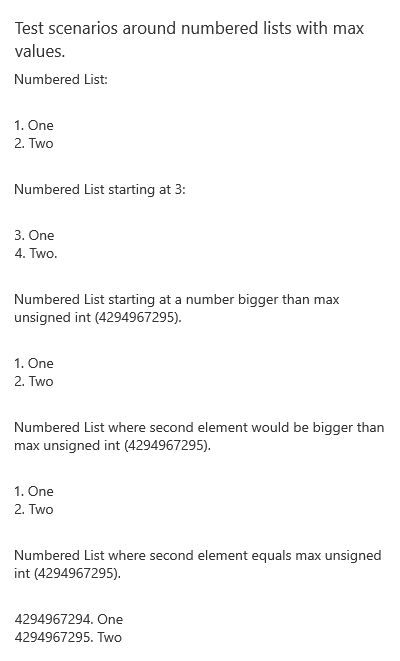 Test scenarios around numbered lists with max
values.
Numbered List:
1. One
2. Two
Numbered List starting at 3:
3. One
4. Two.
Numbered List starting at a number bigger than max
unsigned int (4294967295).
1. One
2. Two
Numbered List where second element would be bigger than
max unsigned int (4294967295).
1. One
2. Two
Numbered List where second element equals max unsigned
int (4294967295).
4294967294. One
4294967295. Two